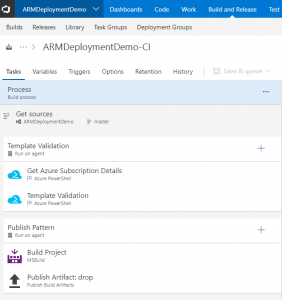 ARMDeploymentDemo Dashboards Code Work Build and Release Test
Builds Releases Library Task Groups Deployment Groups
... / ARMDeploymentDemo-CI
Tasks Variables Triggers Options Retention History Save & queue
Process
Build process
Get sources
ARMDeploymentDemo master
Template Validation
Run on agent
Get Azure Subscription Details
Azure PowerShell
Template Validation
Azure PowerShell
Publish Pattern
Run on agent
Build Project
MSBuild
Publish Artifact: drop
Publish Build Artifacts